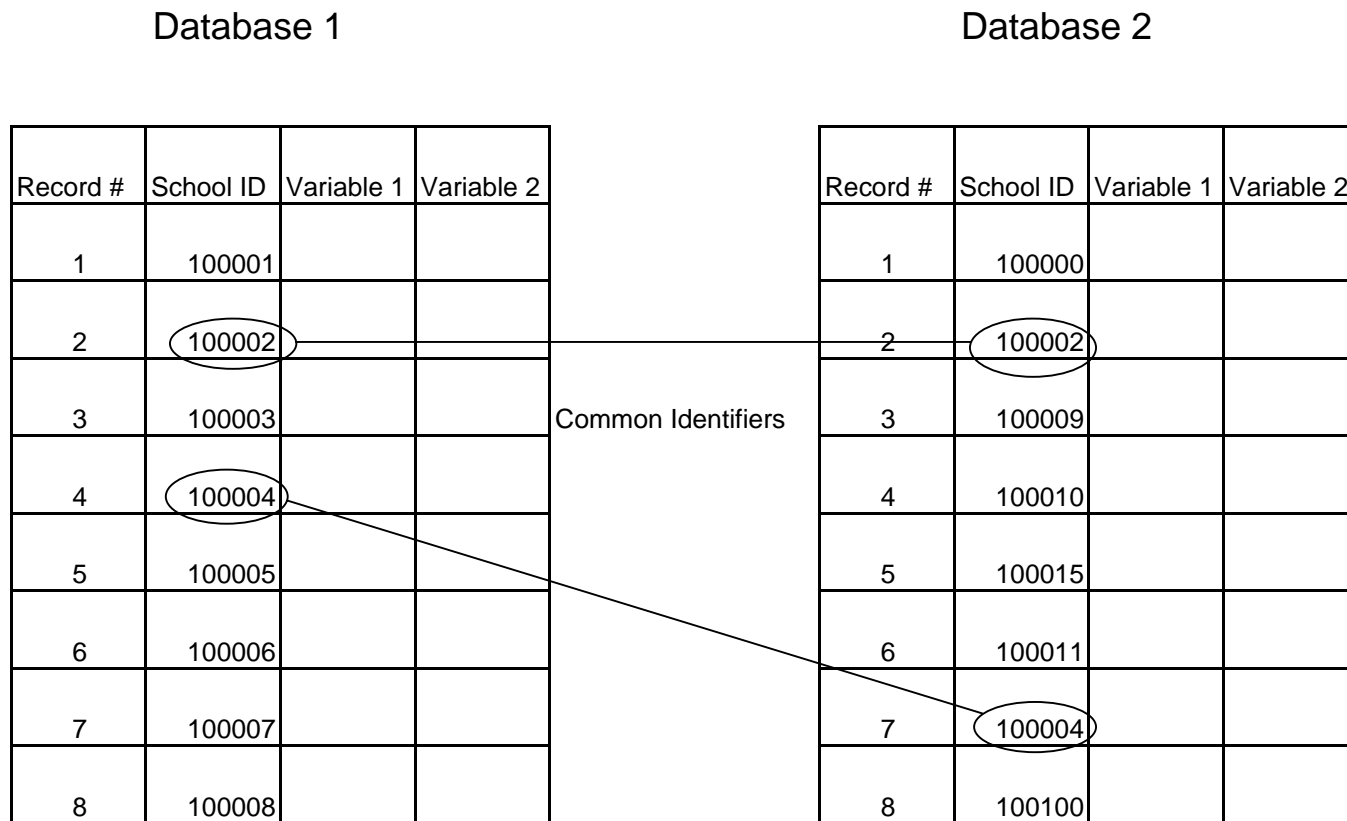 Database 1 Database 2
Record # School ID Variable 1 Variable 2 Record # School ID Variable 1 Variable 2
1 100001 1 100000
2 100002 2 100002
3 100003 Common Identifiers 3 100009
4 100004 4 100010
5 100005 5 100015
6 100006 6 100011
7 100007 7 100004
8 100008 8 100100